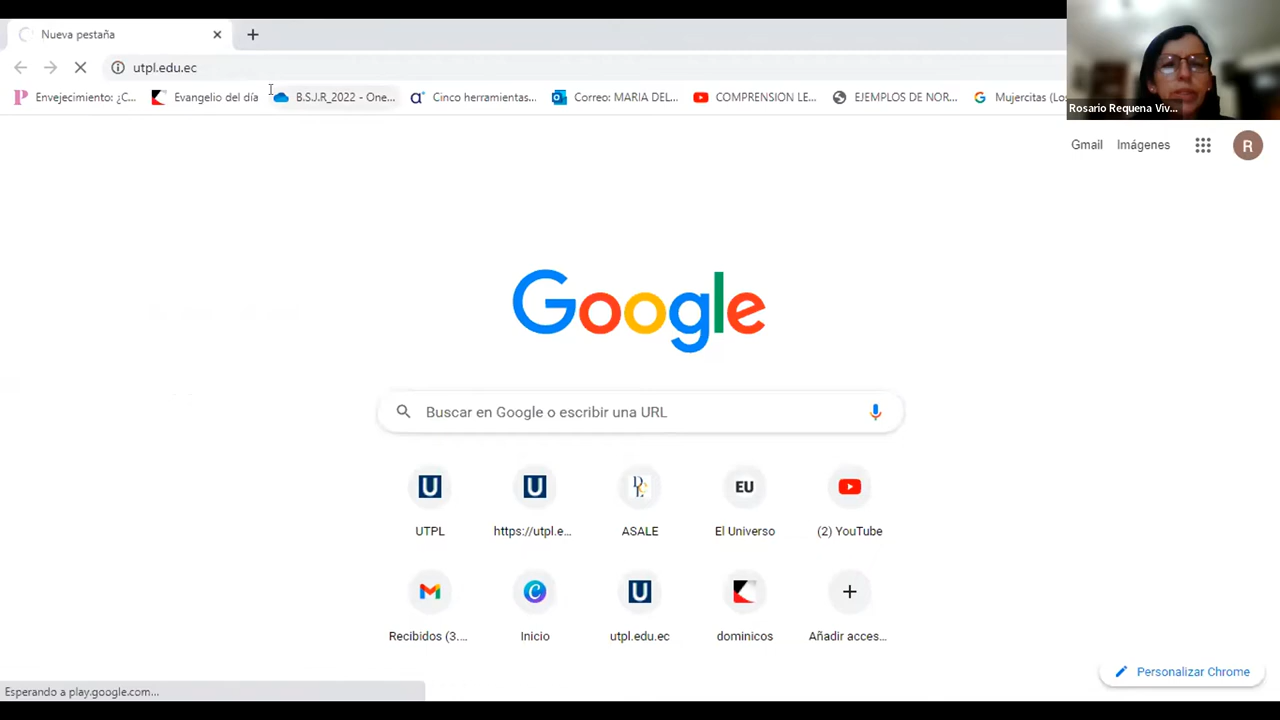 Nueva pestaña
utpl.edu.ec
Envejecimiento: ¿C...
Evangelio del día
B.S.J.R_2022 - One...
Cinco herramientas...
Correo: MARIA DEL...
COMPRENSION LE...
EJEMPLOS DE NOR...
Mujercitas (Lo
Rosario Requena Viv...
Gmail
Imágenes
R
Google
Buscar en Google o escribir una URL
UTPL
https://utpl.e...
ASALE
EU
El Universo
(2) YouTube
Recibidos (3....
Inicio
utpl.edu.ec
dominicos
Añadir acces...
Personalizar Chrome
Esperando a play.google.com...